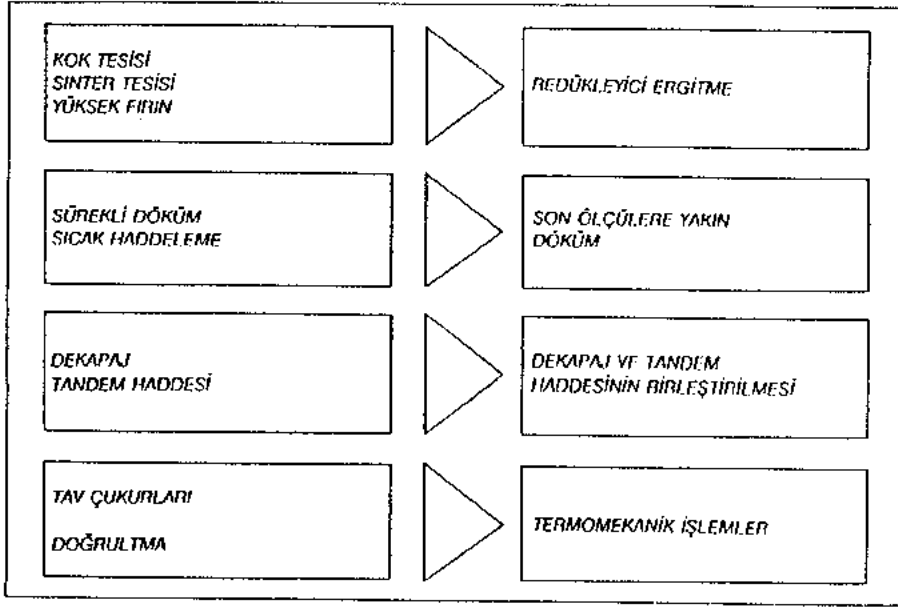 KOK TESİSİ
SINTER TESİSİ
YÜKSEK FIRIN
REDÜKLEYİCİ ERGİTME
SÜREKLİ DÖKÜM
SICAK HADDELEME
SON ÖLÇÜLERE YAKIN
DÖKÜM
DEKAPAJ
TANDEM HADDESİ
DEKAPAJ VE TANDEM
HADDESİNİN BİRLEŞTİRİLMESİ
TAV ÇUKURLARI
DOĞRULTMA
TERMOMEKANİK İŞLEMLER